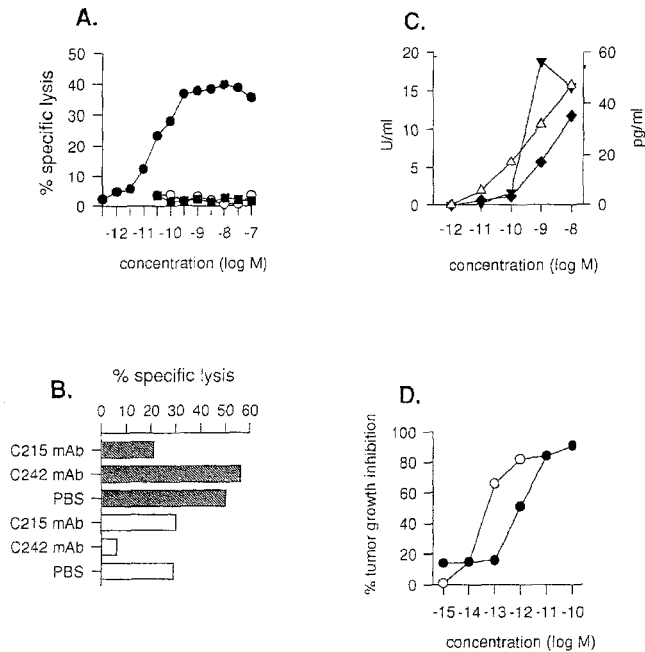 A.
50
40
30
20
10
0
% specific lysis
-12 -11 -10 -9 -8 -7
concentration (log M)
C.
20
15
10
5
0
U/ml
60
40
20
0
pg/ml
-12 -11 -10 -9 -8
concentration (log M)
B.
% specific lysis
0 10 20 30 40 50 60
C215 mAb
C242 mAb
PBS
C215 mAb
C242 mAb
PBS
D.
100
80
60
40
20
0
% tumor growth inhibition
-15 -14 -13 -12 -11 -10
concentration (log M)